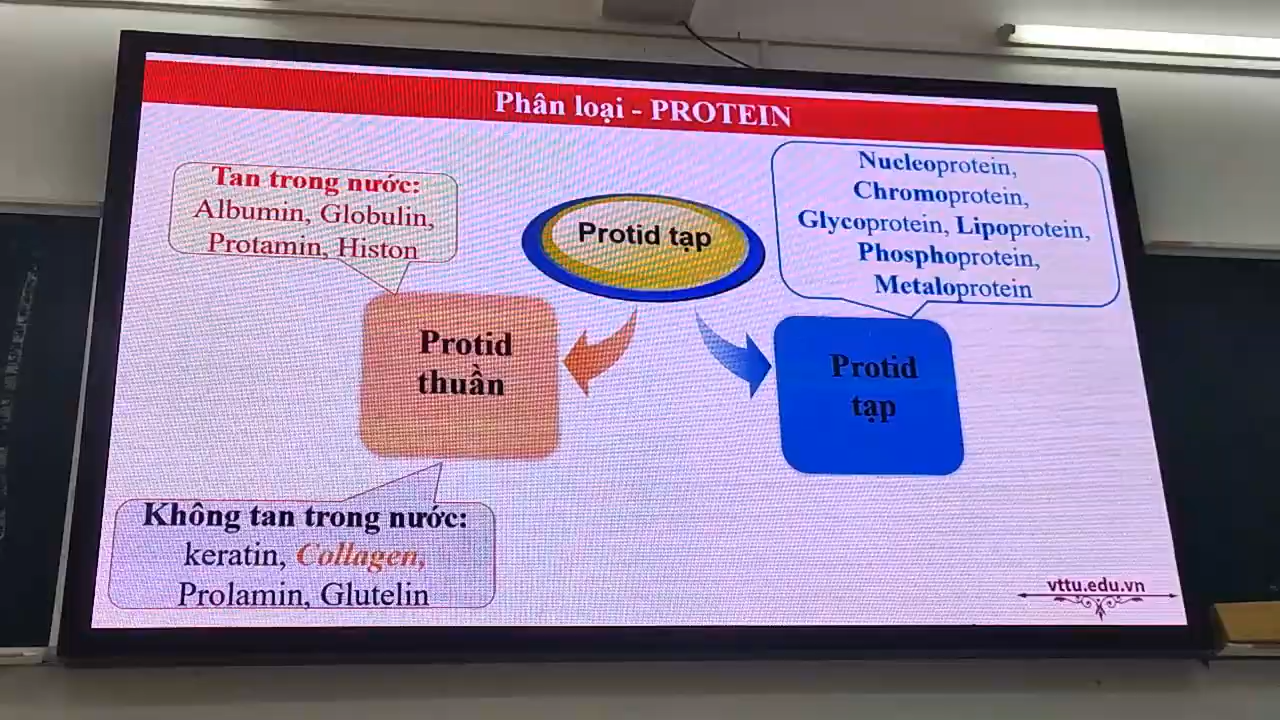 Phân loại - PROTEIN
Tan trong nước:
Albumin, Globulin,
Protamin, Histon
Protid tạp
Nucleoprotein,
Chromoprotein,
Glycoprotein, Lipoprotein,
Phosphoprotein,
Metaloprotein
Protid
thuần
Protid
tạp
Không tan trong nước:
keratin, Collagen,
Prolamin, Glutelin
vttu.edu.vn